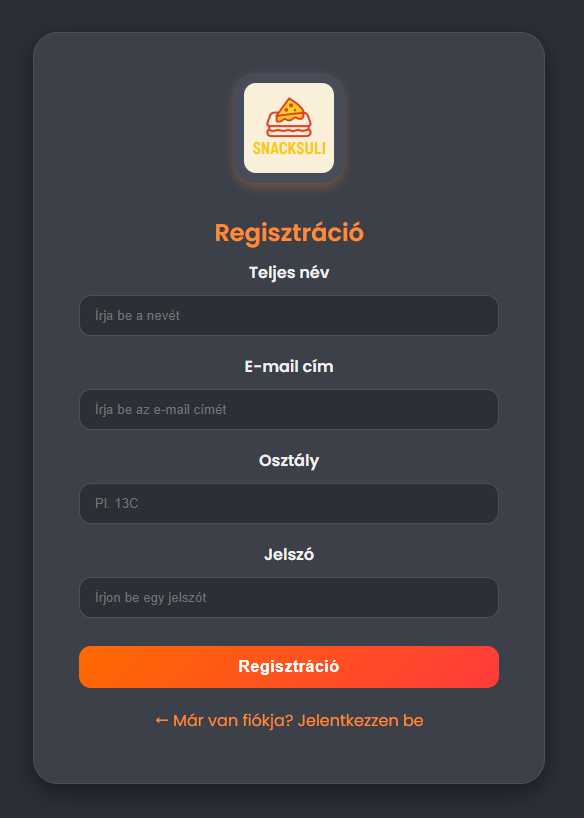 SNACKSULI
Regisztráció
Teljes név
Írja be a nevét
E-mail cím
Írja be az e-mail címét
Osztály
Pl. 13C
Jelszó
Írjon be egy jelszót
Regisztráció
← Már van fiókja? Jelentkezzen be